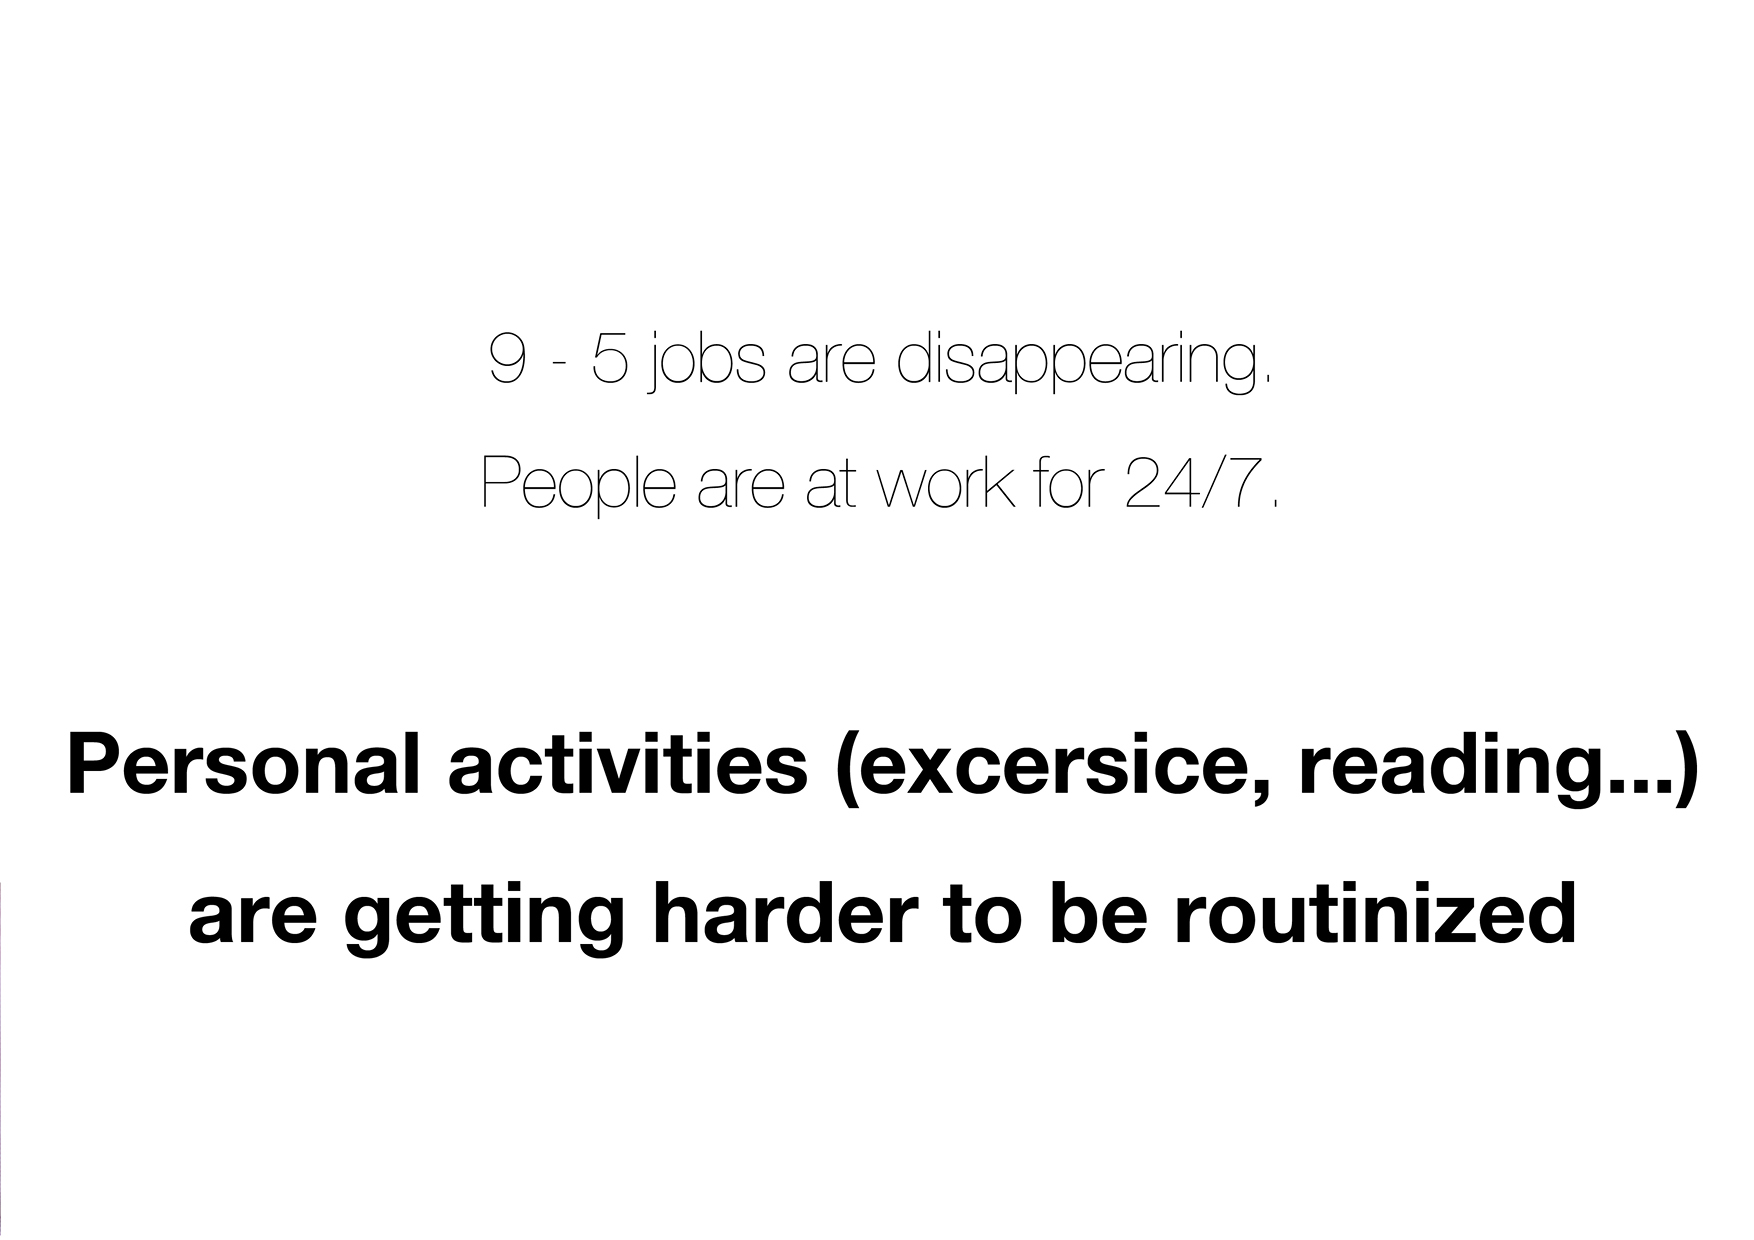 9 - 5 jobs are disappearing.
People are at work for 24/7.
Personal activities (excersice, reading...)
are getting harder to be routinized